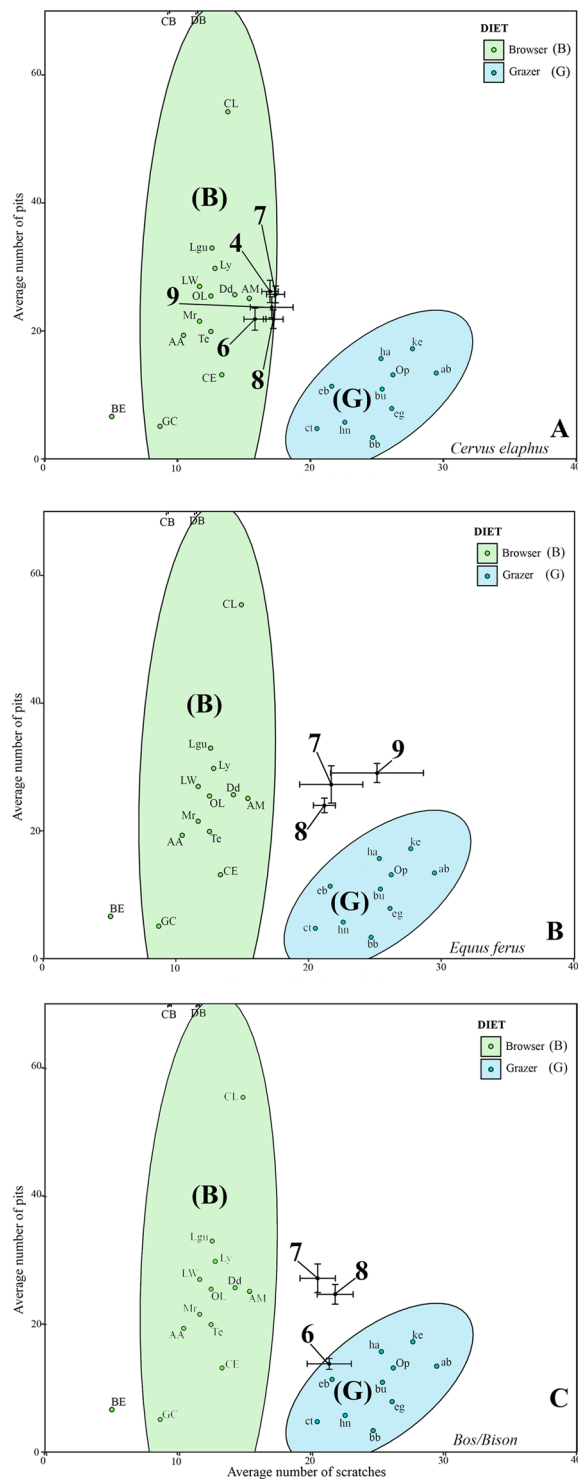 CB DB
DIET
Browser (B)
Grazer (G)
60
CL
(B)
7
Lgu
4
Ly
LW
9
OL
Dd
AM
Mr
Te
AA
6
8
CE
BE
GC
40
20
0
Average number of pits
ke
ha
Op
ab
eb
(G)
bu
eg
ct
hn
bb
A
Cervus elaphus
0
10
20
30
40
CB DB
DIET
Browser (B)
Grazer (G)
60
CL
(B)
Lgu
Ly
LW
OL
Dd
AM
Mr
Te
AA
CE
BE
GC
40
20
0
Average number of pits
7
9
8
ke
ha
Op
ab
eb
(G)
bu
eg
ct
hn
bb
B
Equus ferus
0
10
20
30
40
CB DB
DIET
Browser (B)
Grazer (G)
60
CL
(B)
Lgu
Ly
LW
OL
Dd
AM
Mr
Te
AA
CE
BE
GC
40
20
0
Average number of pits
7
8
6
ke
ha
Op
ab
eb
(G)
bu
eg
ct
hn
bb
C
Bos/Bison
0
10
20
30
40
Average number of scratches